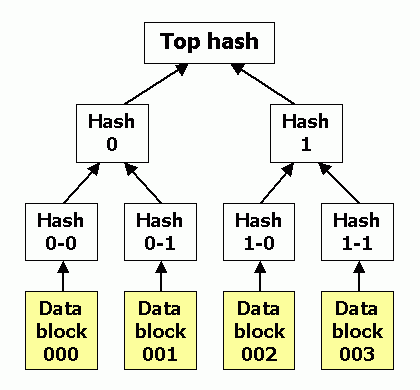 Top hash
Hash
0
Hash
1
Hash
0-0
Hash
0-1
Hash
1-0
Hash
1-1
Data
block
000
Data
block
001
Data
block
002
Data
block
003